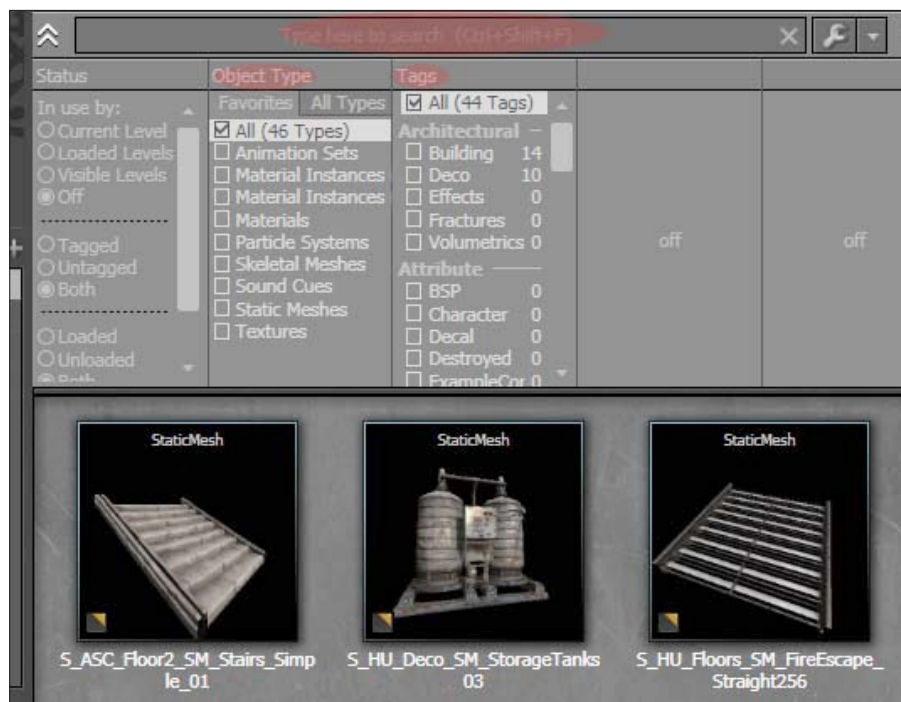 Type here to search (Ctrl+Shift+F)
Status
Object Type
Tags
In use by:
Current Level
Loaded Levels
Visible Levels
Off
Tagged
Untagged
Both
Loaded
Unloaded
Both
Favorites All Types
All (46 Types)
Animation Sets
Material Instances
Material Instances
Materials
Particle Systems
Skeletal Meshes
Sound Cues
Static Meshes
Textures
All (44 Tags)
Architectural
Building 14
Deco 10
Effects 0
Fractures 0
Volumetrics 0
Attribute
BSP 0
Character 0
Decal 0
Destroyed 0
ExampleCor 0
off
off
StaticMesh
S_ASC_Floor2_SM_Stairs_Simp
le_01
StaticMesh
S_HU_Deco_SM_StorageTanks
03
StaticMesh
S_HU_Floors_SM_FireEscape_
Straight256